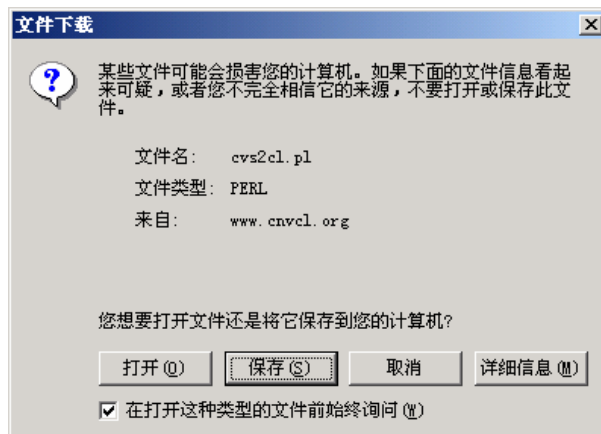 文件下载
某些文件可能会损害您的计算机。如果下面的文件信息看起
来可疑，或者您不完全相信它的来源，不要打开或保存此文
件。
文件名: cvs2cl.pl
文件类型: PERL
来自: www.cnvcl.org
您想要打开文件还是将它保存到您的计算机?
打开(O) 保存(S) 取消 详细信息(M)
在打开这种类型的文件前始终询问(W)